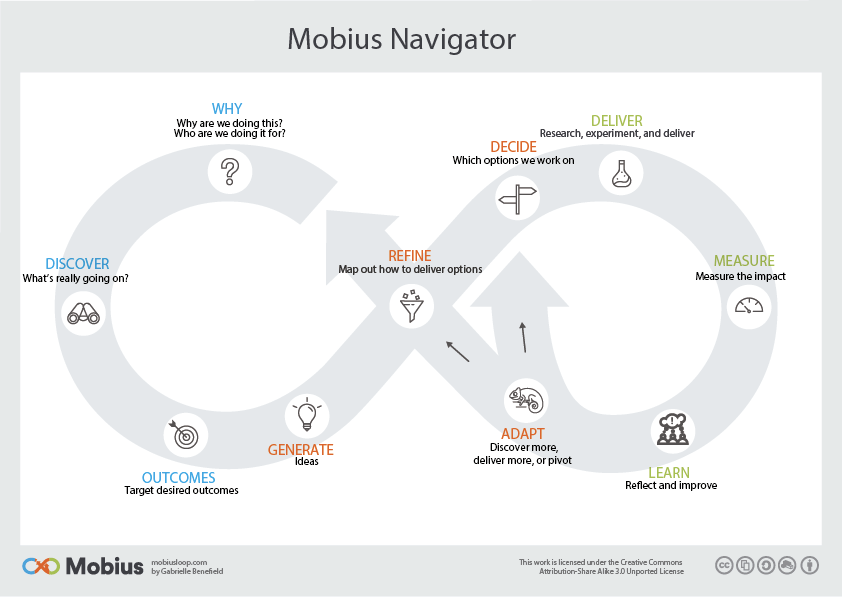 Mobius Navigator
WHY
Why are we doing this?
Who are we doing it for?
DELIVER
Research, experiment, and deliver
DECIDE
Which options we work on
DISCOVER
What's really going on?
REFINE
Map out how to deliver options
MEASURE
Measure the impact
OUTCOMES
Target desired outcomes
GENERATE
Ideas
ADAPT
Discover more,
deliver more, or pivot
LEARN
Reflect and improve
Mobius
mobiusloop.com
by Gabrielle Benefield
This work is licensed under the Creative Commons
Attribution-Share Alike 3.0 Unported License
cc